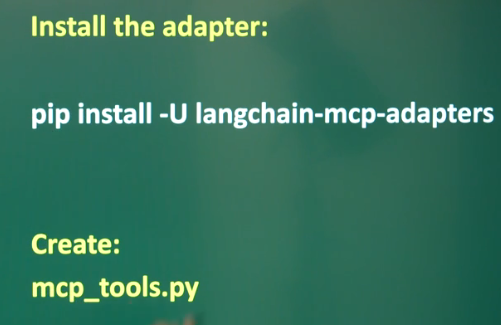 Install the adapter:
pip install -U langchain-mcp-adapters
Create:
mcp_tools.py